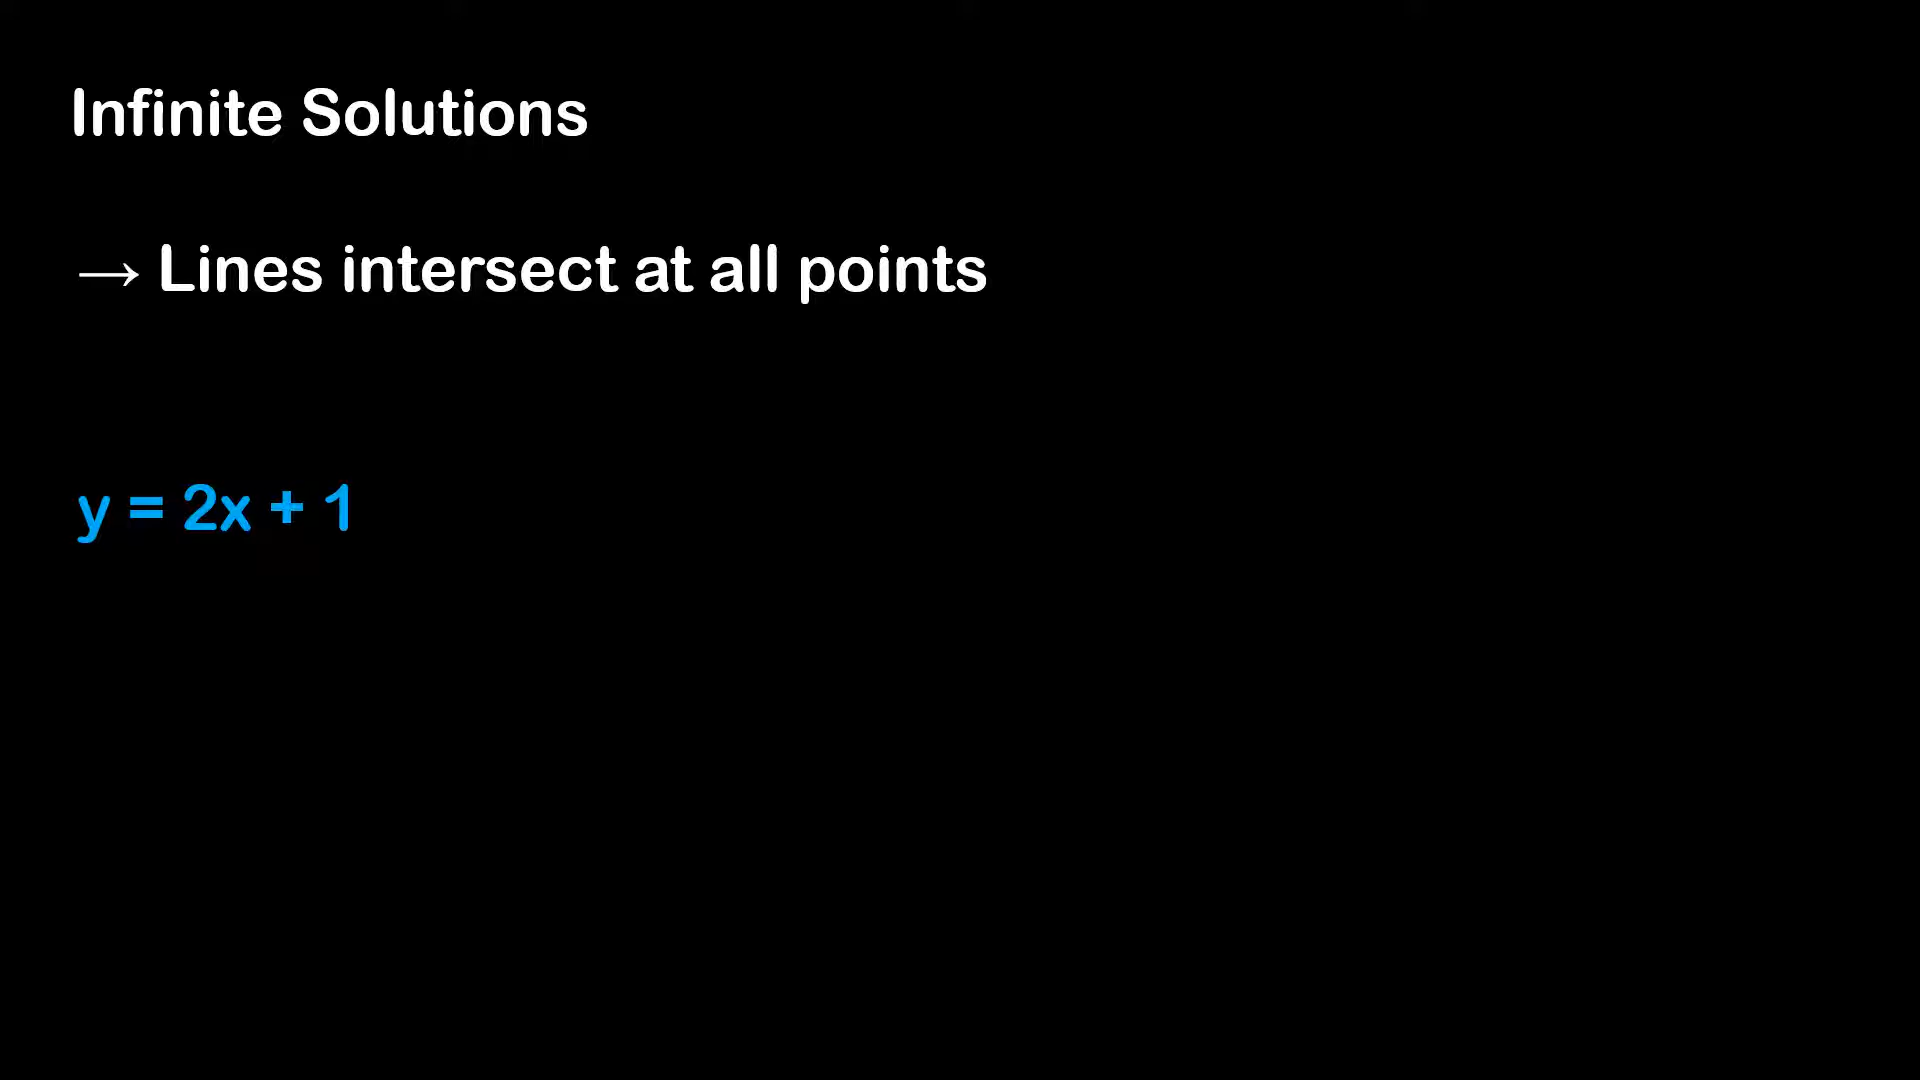 Infinite Solutions
→ Lines intersect at all points
y = 2x + 1